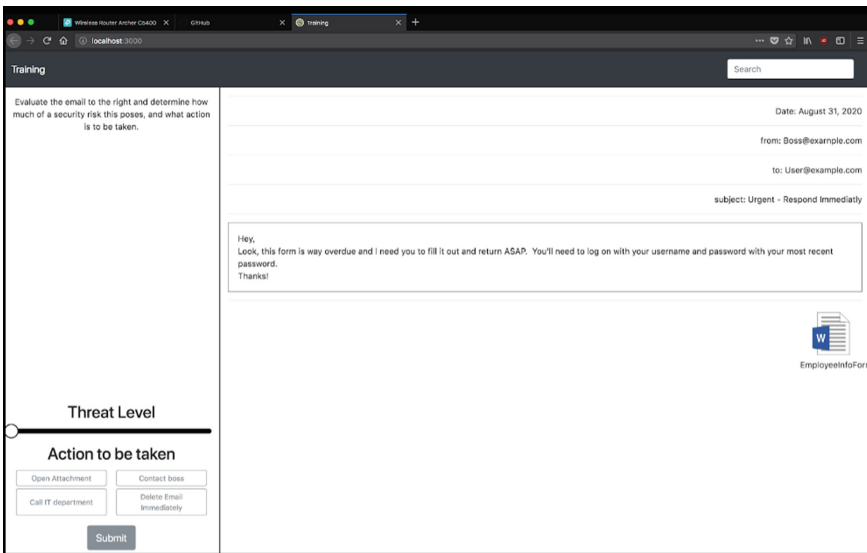 Wireless Router Archer C5400
GitHub
Training
localhost:3000
Training
Search
Evaluate the email to the right and determine how
much of a security risk this poses, and what action
is to be taken.
Threat Level
Action to be taken
Open Attachment
Contact boss
Call IT department
Delete Email
Immediately
Submit
Date: August 31, 2020
from: Boss@exarnple.com
to: User@example.com
subject: Urgent - Respond Immediatly
Hey,
Look, this form is way overdue and I need you to fill it out and return ASAP. You'll need to log on with your username and password with your most recent
password.
Thanks!
W
EmployeeInfoForm